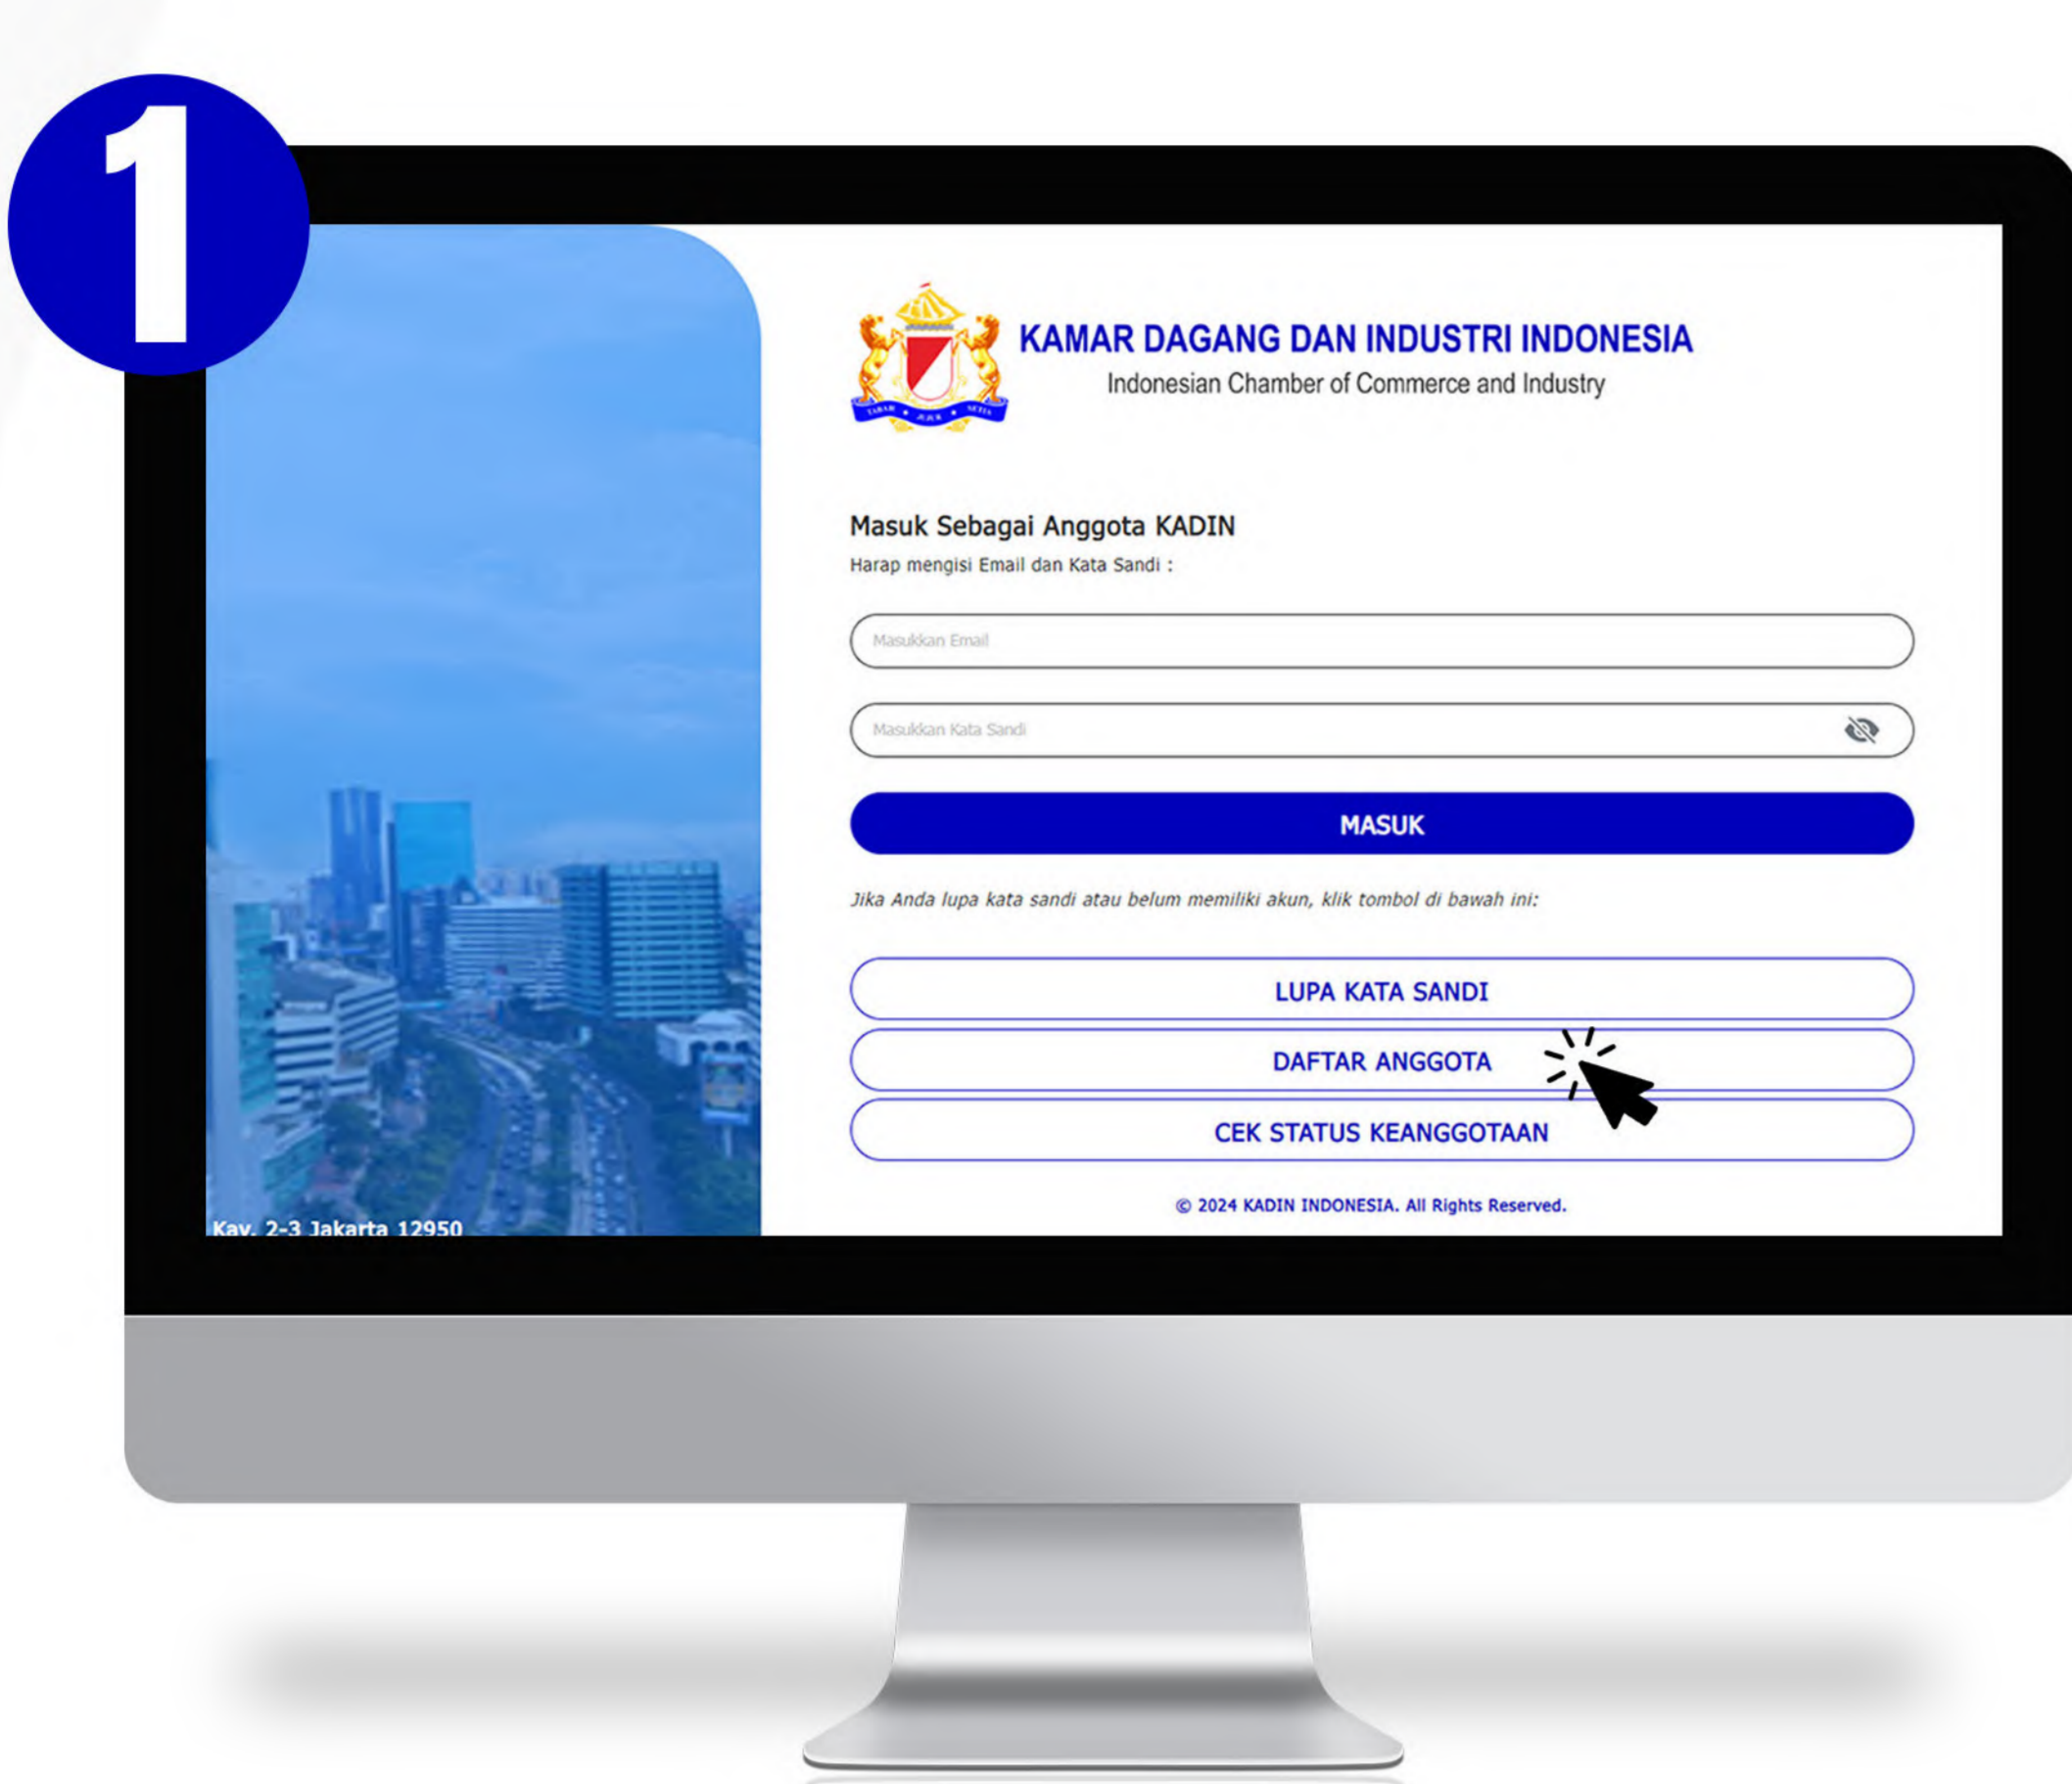 1
KAMAR DAGANG DAN INDUSTRI INDONESIA
Indonesian Chamber of Commerce and Industry
TABAH JUJUR SETIA
Masuk Sebagai Anggota KADIN
Harap mengisi Email dan Kata Sandi :
Masukkan Email
Masukkan Kata Sandi
MASUK
Jika Anda lupa kata sandi atau belum memiliki akun, klik tombol di bawah ini:
LUPA KATA SANDI
DAFTAR ANGGOTA
CEK STATUS KEANGGOTAAN
© 2024 KADIN INDONESIA. All Rights Reserved.
Kav. 2-3 Jakarta 12950